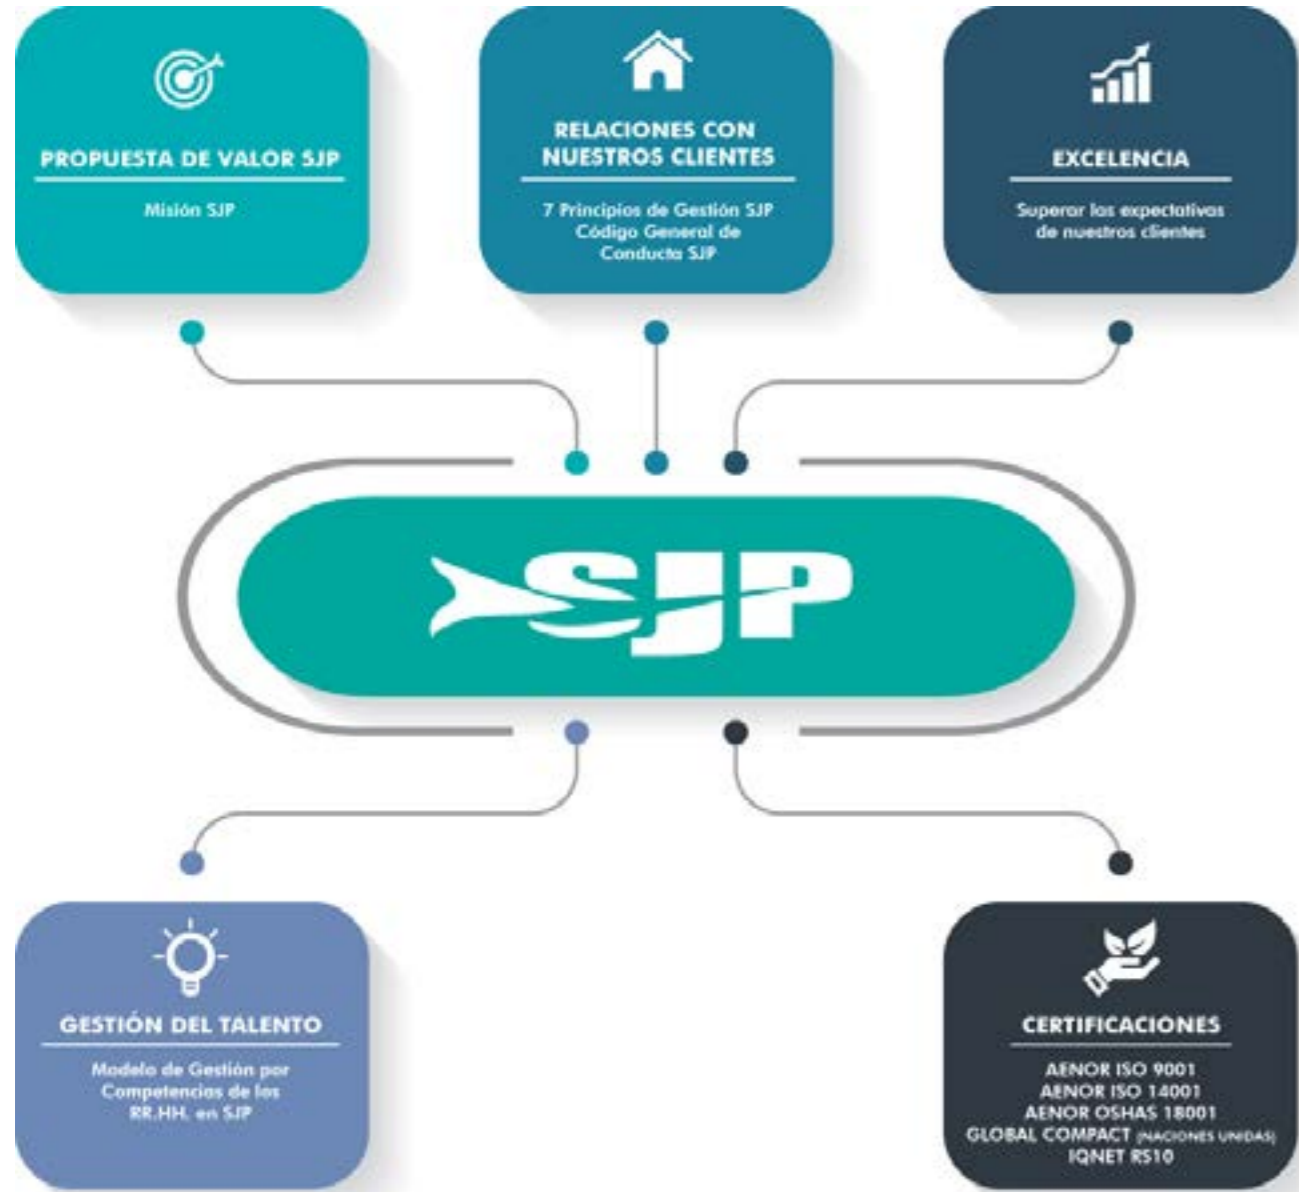 PROPUESTA DE VALOR SJP
Misión SJP
RELACIONES CON
NUESTROS CLIENTES
7 Principios de Gestión SJP
Código General de
Conducta SJP
EXCELENCIA
Superar las expectativas
de nuestros clientes
SJP
GESTIÓN DEL TALENTO
Modelo de Gestión por
Competencias de los
RR.HH. en SJP
CERTIFICACIONES
AENOR ISO 9001
AENOR ISO 14001
AENOR OSHAS 18001
GLOBAL COMPACT (NACIONES UNIDAS)
IQNET RS10